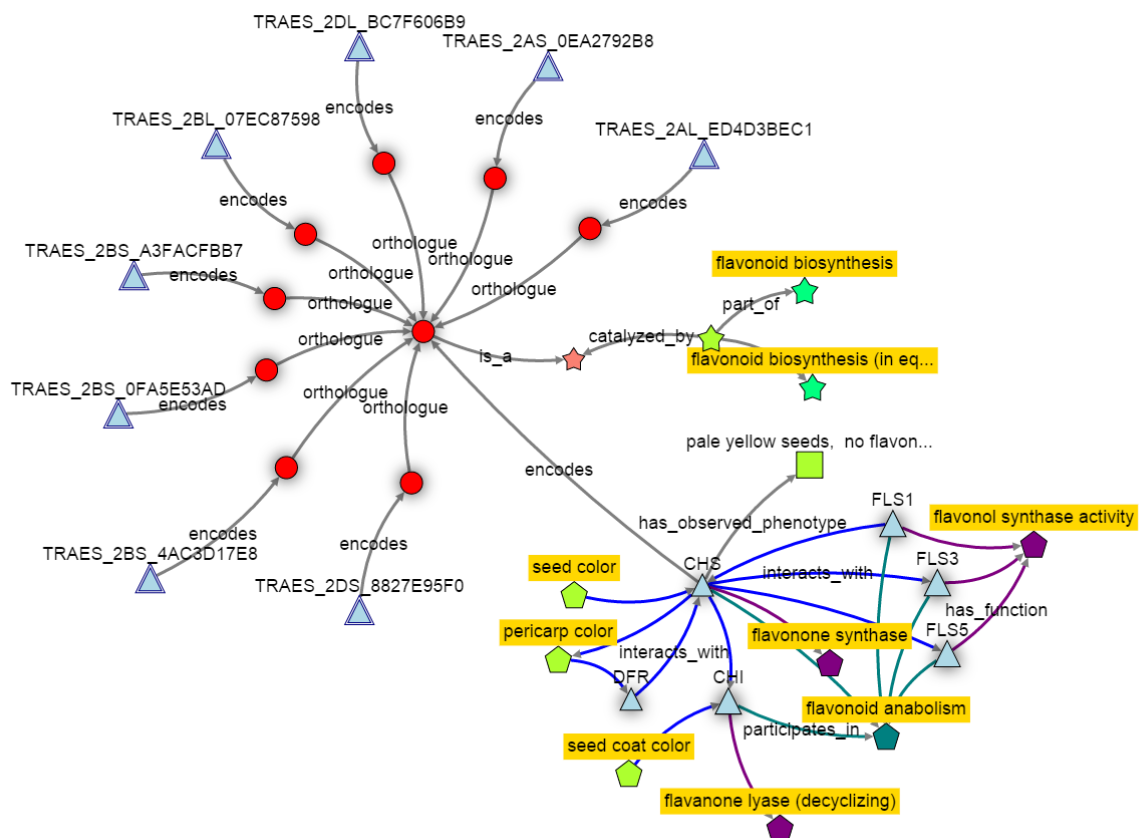 TRAES_2DL_BC7F606B9
TRAES_2AS_0EA2792B8
encodes
encodes
TRAES_2BL_07EC87598
TRAES_2AL_ED4D3BEC1
encodes
encodes
TRAES_2BS_A3FACFBB7
encodes
orthologue
orthologue
orthologue
orthologue
orthologue
flavonoid biosynthesis
part_of
orthologue
is_a
catalyzed_by
flavonoid biosynthesis (in eq...
TRAES_2BS_0FA5E53AD
encodes
orthologue
orthologue
pale yellow seeds, no flavon...
encodes
FLS1
flavonol synthase activity
has_observed_phenotype
encodes
encodes
TRAES_2BS_4AC3D17E8
TRAES_2DS_8827E95F0
seed color
CHS
interacts_with
FLS3
has_function
pericarp color
interacts_with
flavonone synthase
FLS5
DFR
CHI
flavonoid anabolism
participates_in
seed coat color
flavanone lyase (decyclizing)